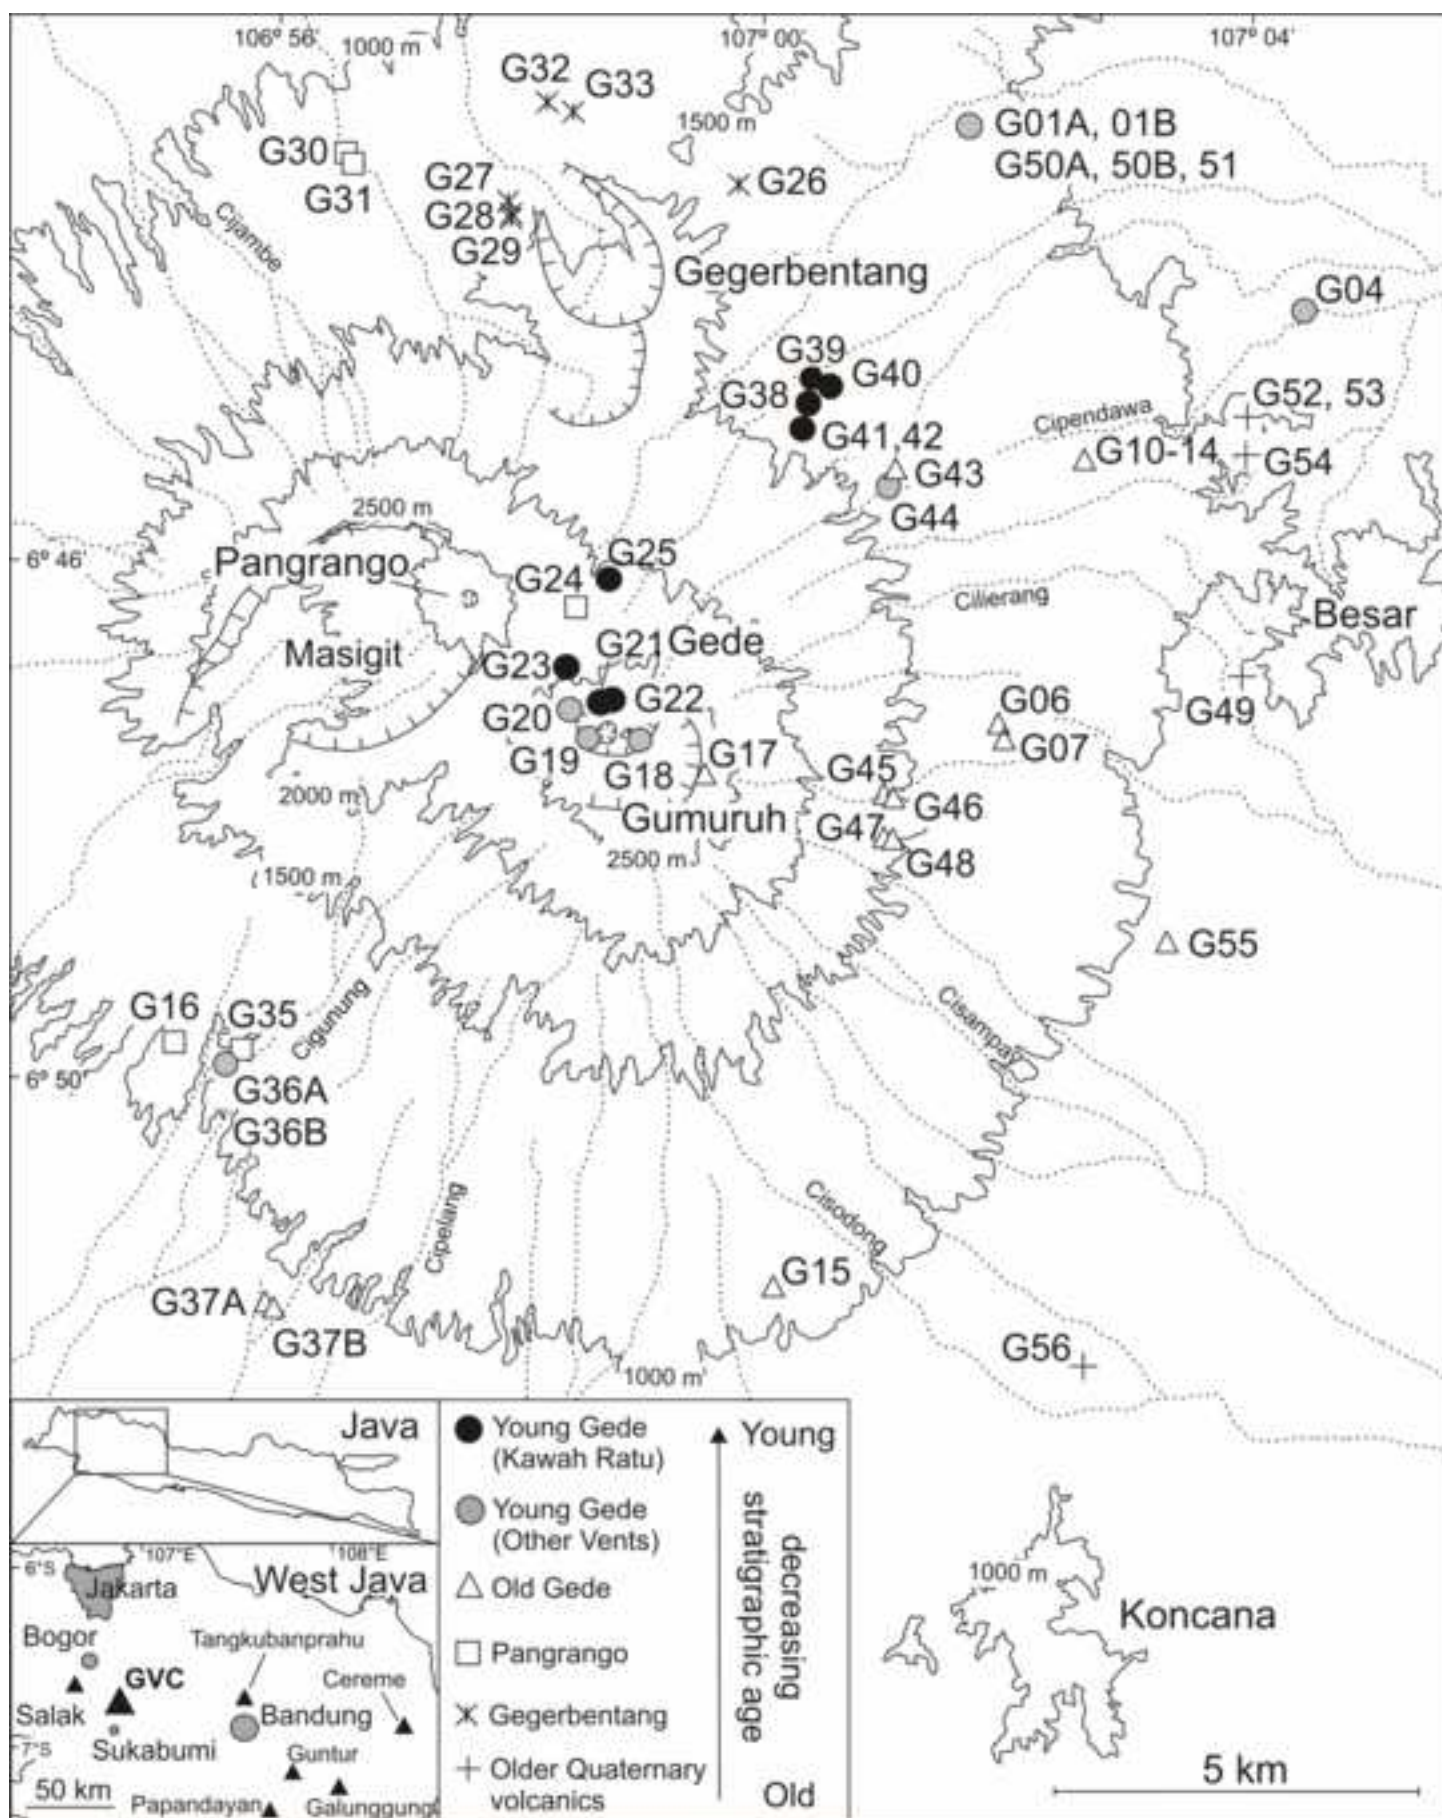 106º 56'
1000 m
107º 00'
107º 04'
G32
G33
1500 m
G01A, 01B
G50A, 50B, 51
G30
G31
G27
G28
G29
G26
Cijambe
Gegerbentang
G04
G39
G40
G38
G41,42
G52, 53
Cipendawa
G10-14
G54
G43
G44
2500 m
6º 46'
Pangrango
G25
G24
Cilierang
Besar
Masigit
G21
Gede
G23
G22
G20
G49
G06
G07
G19
G18
G17
G45
2000 m
Gumuruh
G46
G47
2500 m
G48
1500 m
G55
G16
G35
Cigunung
Cisampay
6º 50'
G36A
G36B
Cipelang
Cisodong
G15
G37A
G37B
G56
1000 m
Java
Young Gede
(Kawah Ratu)
Young Gede
(Other Vents)
Old Gede
Pangrango
Gegerbentang
Older Quaternary
volcanics
Young
decreasing
stratigraphic age
Old
107°E
108°E
6°S
West Java
Jakarta
Bogor
Tangkubanprahu
GVC
Cereme
Salak
Bandung
7°S
Sukabumi
Guntur
50 km
Papandayan
Galunggung
1000 m
Koncana
5 km